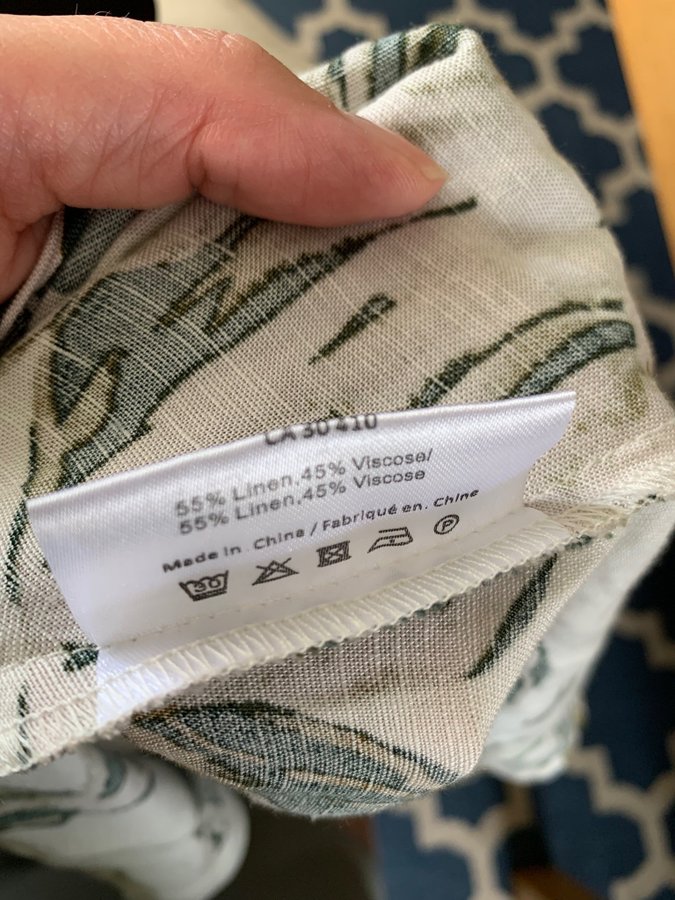 CA 30 410
55% Linen,45% Viscose/
55% Linen,45% Viscose
Made in. China / Fabriqué en. Chine
P